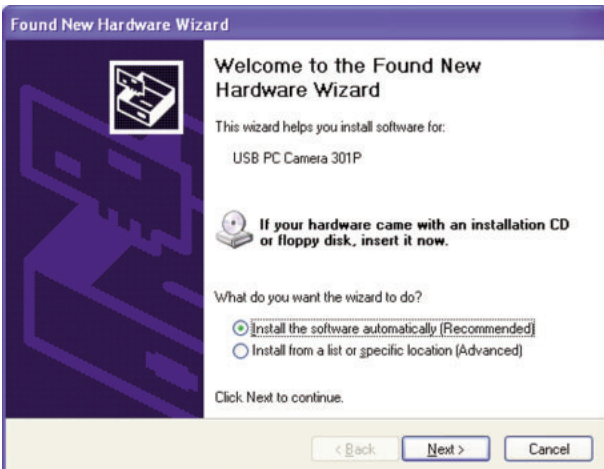 Found New Hardware Wizard
Welcome to the Found New
Hardware Wizard
This wizard helps you install software for:
USB PC Camera 301P
If your hardware came with an installation CD
or floppy disk, insert it now.
What do you want the wizard to do?
Install the software automatically (Recommended)
Install from a list or specific location (Advanced)
Click Next to continue.
< Back
Next >
Cancel